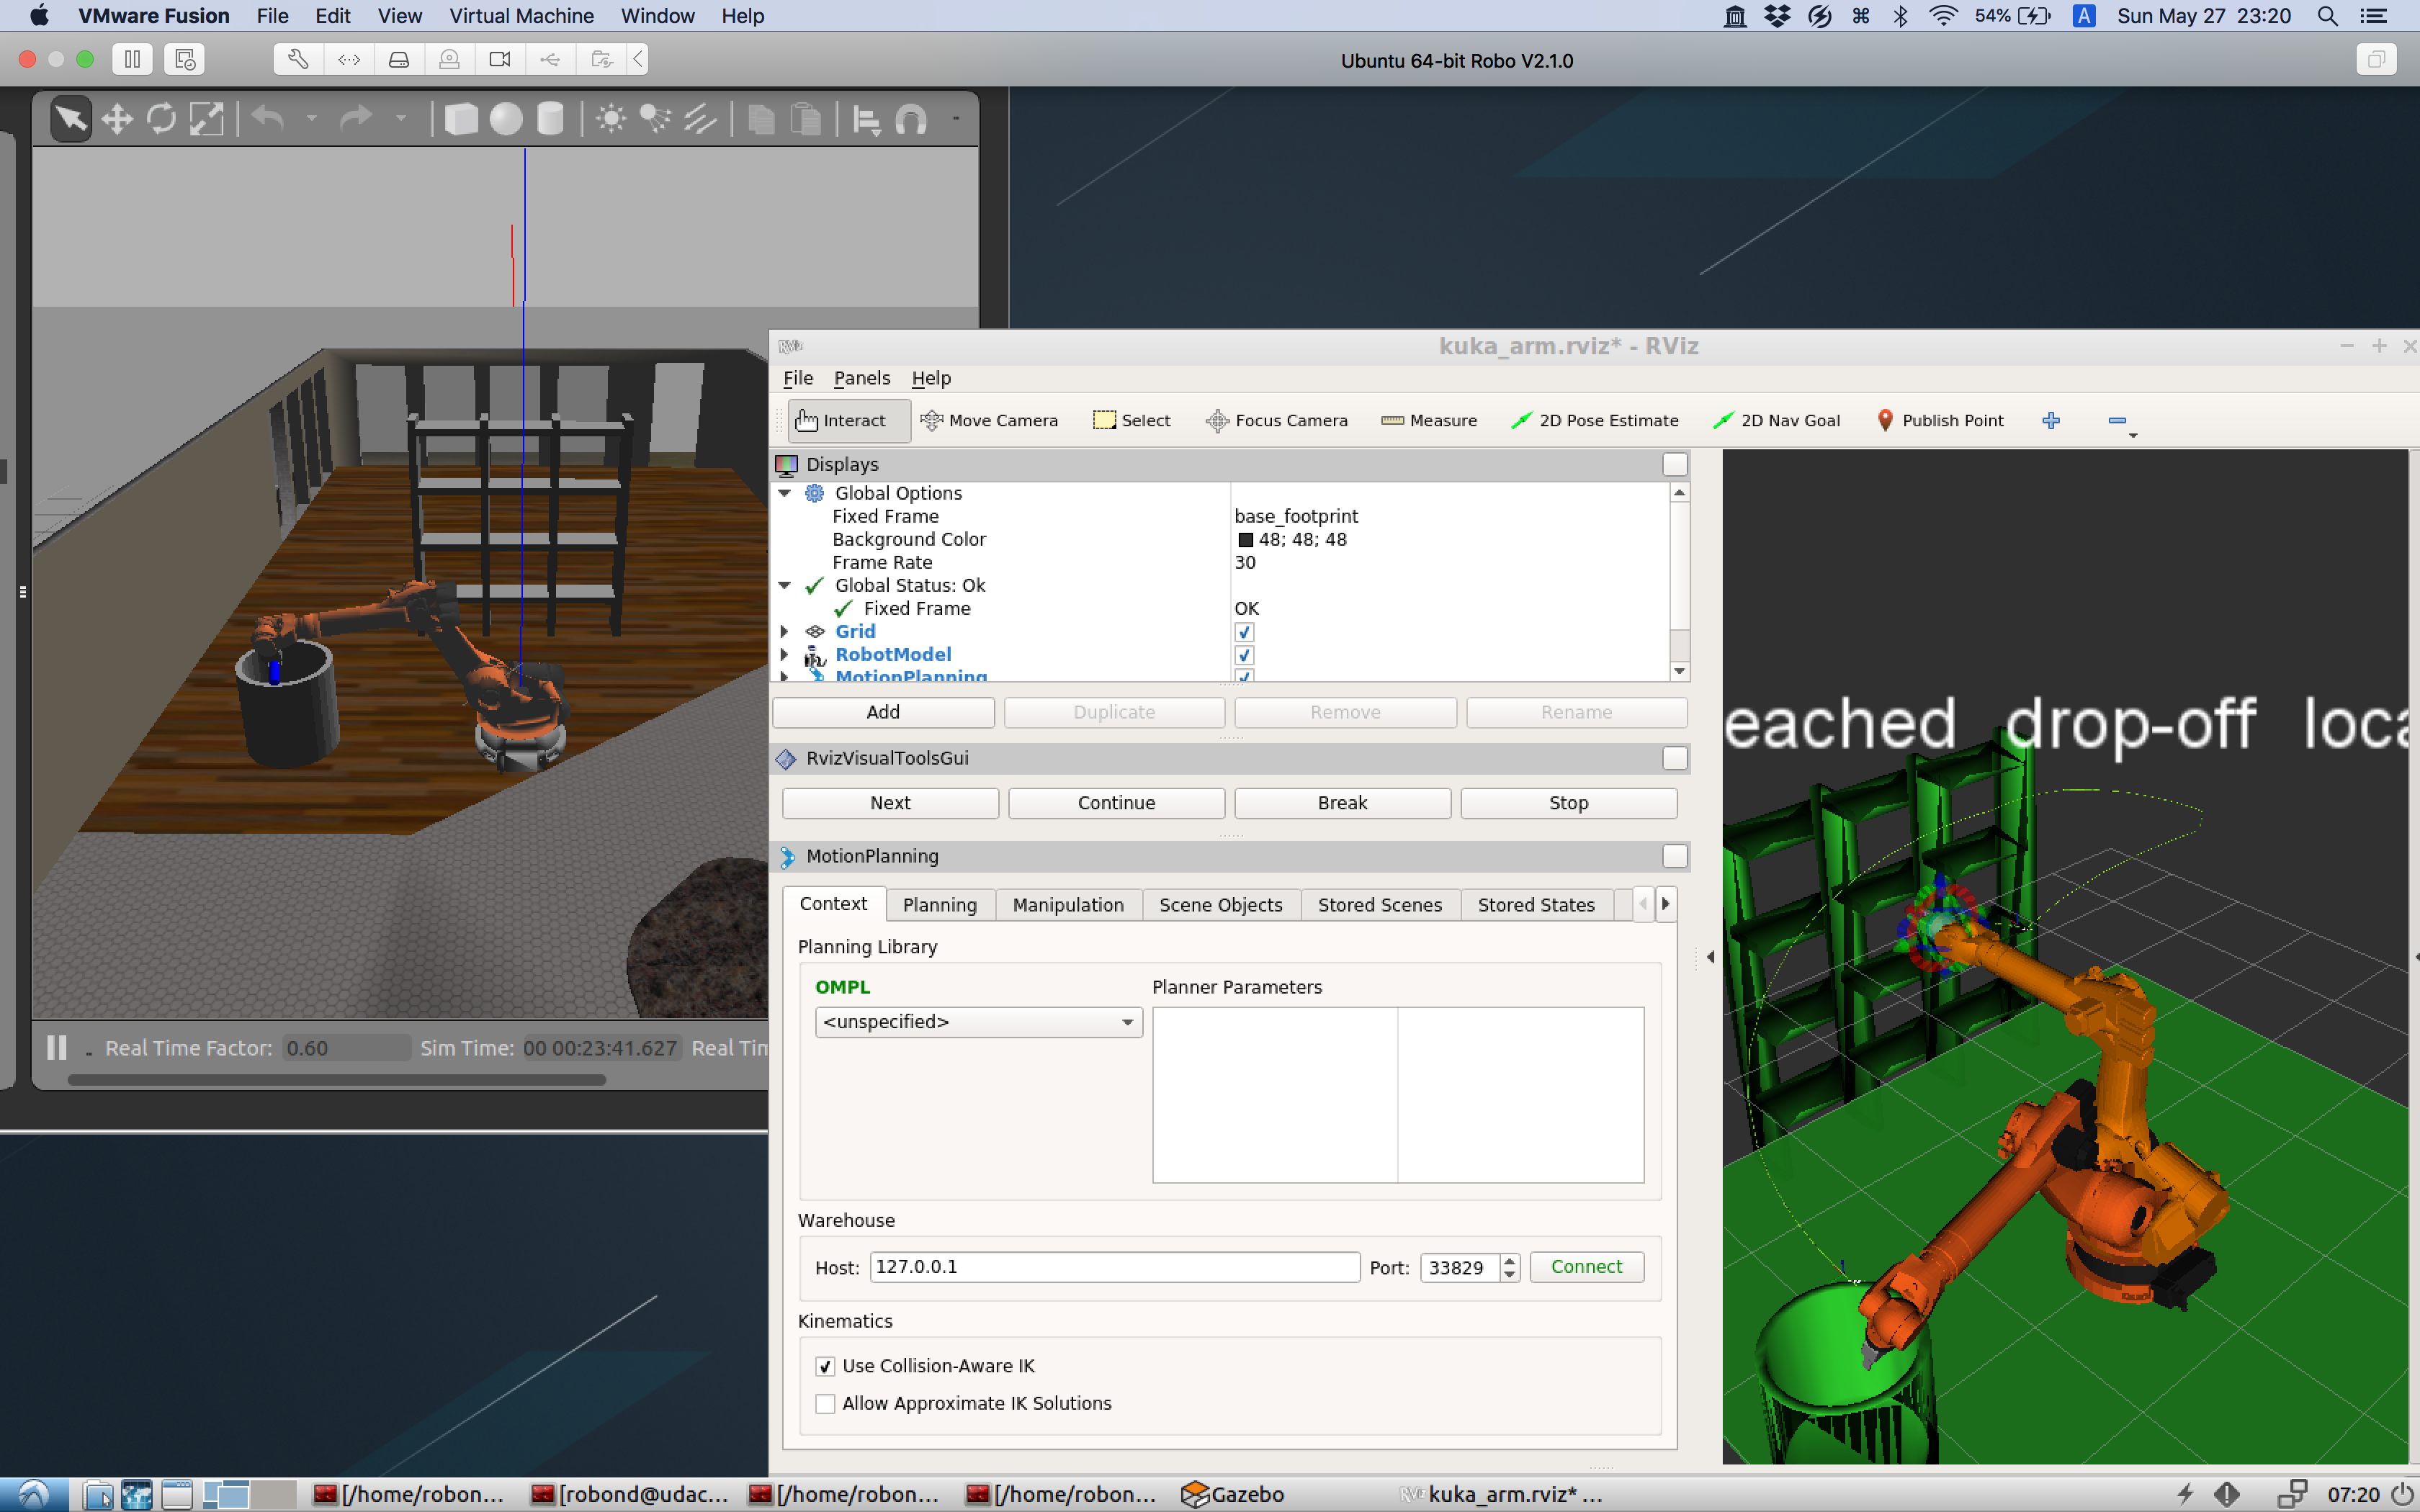 VMware Fusion File Edit View Virtual Machine Window Help 54% A Sun May 27 23:20
Ubuntu 64-bit Robo V2.1.0
kuka_arm.rviz* - RViz
File Panels Help
Interact Move Camera Select Focus Camera Measure 2D Pose Estimate 2D Nav Goal Publish Point
Displays
Global Options
Fixed Frame base_footprint
Background Color 48; 48; 48
Frame Rate 30
Global Status: Ok
Fixed Frame OK
Grid
RobotModel
MotionPlanning
Add Duplicate Remove Rename
eached drop-off loca
RvizVisualToolsGui
Next Continue Break Stop
MotionPlanning
Context Planning Manipulation Scene Objects Stored Scenes Stored States
Planning Library
OMPL Planner Parameters
<unspecified>
Real Time Factor: 0.60 Sim Time: 00 00:23:41.627 Real Tim
Warehouse
Host: 127.0.0.1 Port: 33829 Connect
Kinematics
Use Collision-Aware IK
Allow Approximate IK Solutions
[/home/robon... [robond@udac... [/home/robon... [/home/robon... Gazebo kuka_arm.rviz* ... 07:20